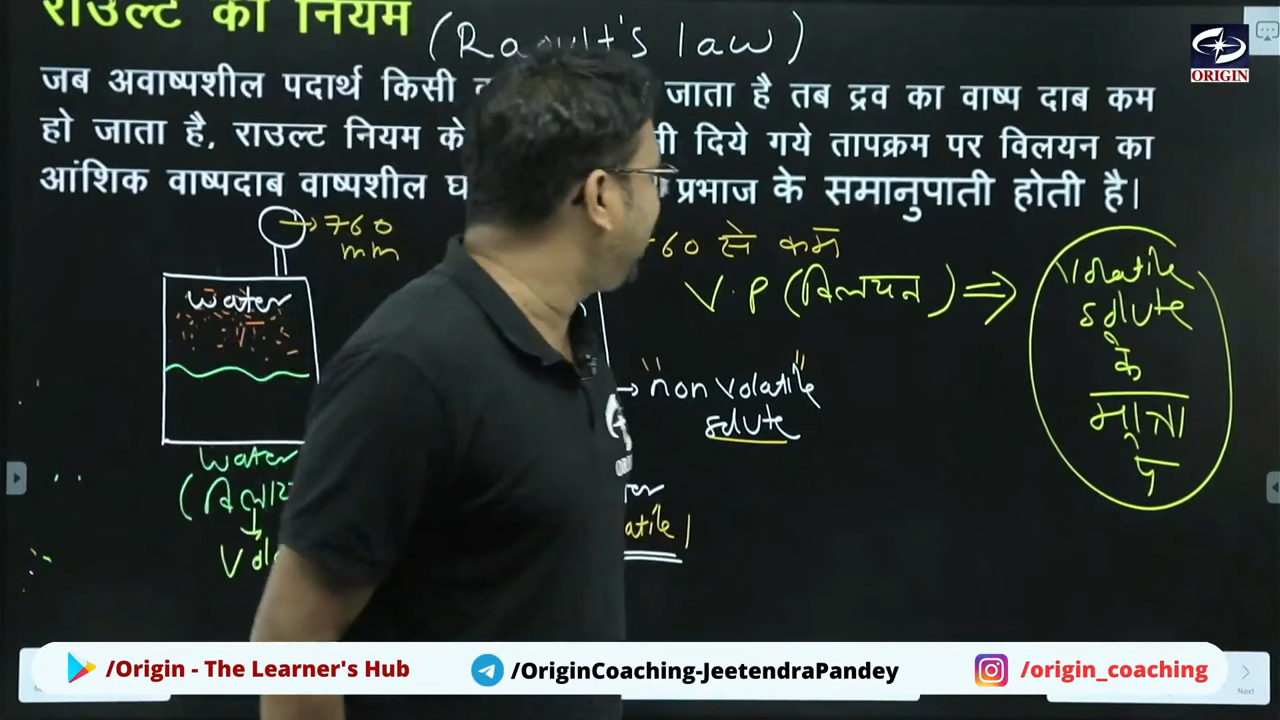 राउल्ट का नियम
(Raoult's law)
ORIGIN
जब अवाष्पशील पदार्थ किसी जाता है तब द्रव का वाष्प दाब कम
हो जाता है, राउल्ट नियम के दिये गये तापक्रम पर विलयन का
आंशिक वाष्पदाब वाष्पशील प्रभाज के समानुपाती होती है।
→760
mm
60 से कम
V.P (विलयन) ⇒
Volatile
solute
के
मात्रा
पे
water
→ "non volatile"
solute
water
/Origin - The Learner's Hub
/OriginCoaching-JeetendraPandey
/origin_coaching
Next